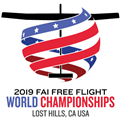 2019 FAI FREE FLIGHT
WORLD CHAMPIONSHIPS
LOST HILLS, CA USA